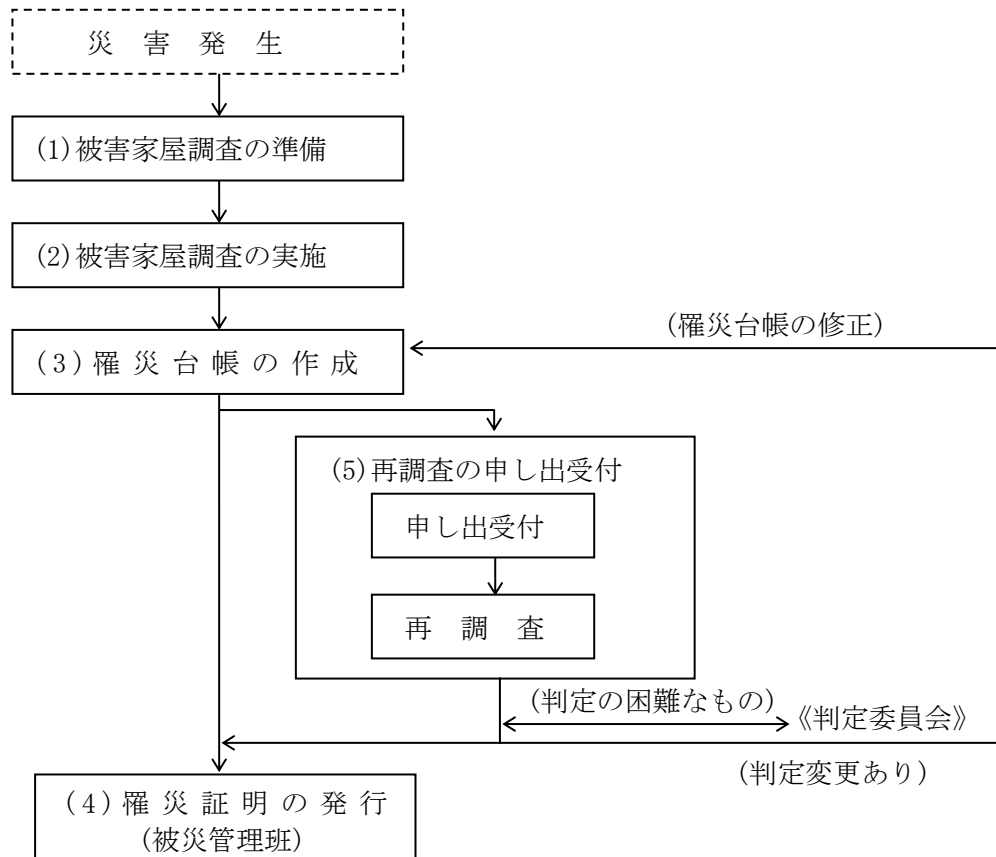 災害発生
(1)被害家屋調査の準備
(2)被害家屋調査の実施
(罹災台帳の修正)
(3)罹災台帳の作成
(5)再調査の申し出受付
申し出受付
再調査
(判定の困難なもの)
《判定委員会》
(判定変更あり)
(4)罹災証明の発行
(被災管理班)